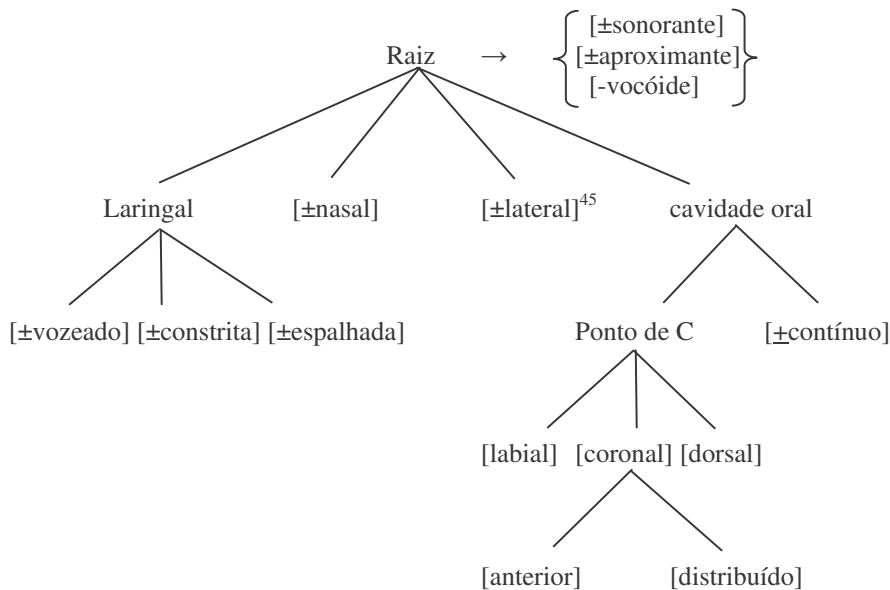 [±sonorante]
Raiz → [±aproximante]
[-vocóide]
Laringal [±nasal] [±lateral]45 cavidade oral
[±vozeado] [±constrita] [±espalhada] Ponto de C [±contínuo]
[labial] [coronal] [dorsal]
[anterior] [distribuído]